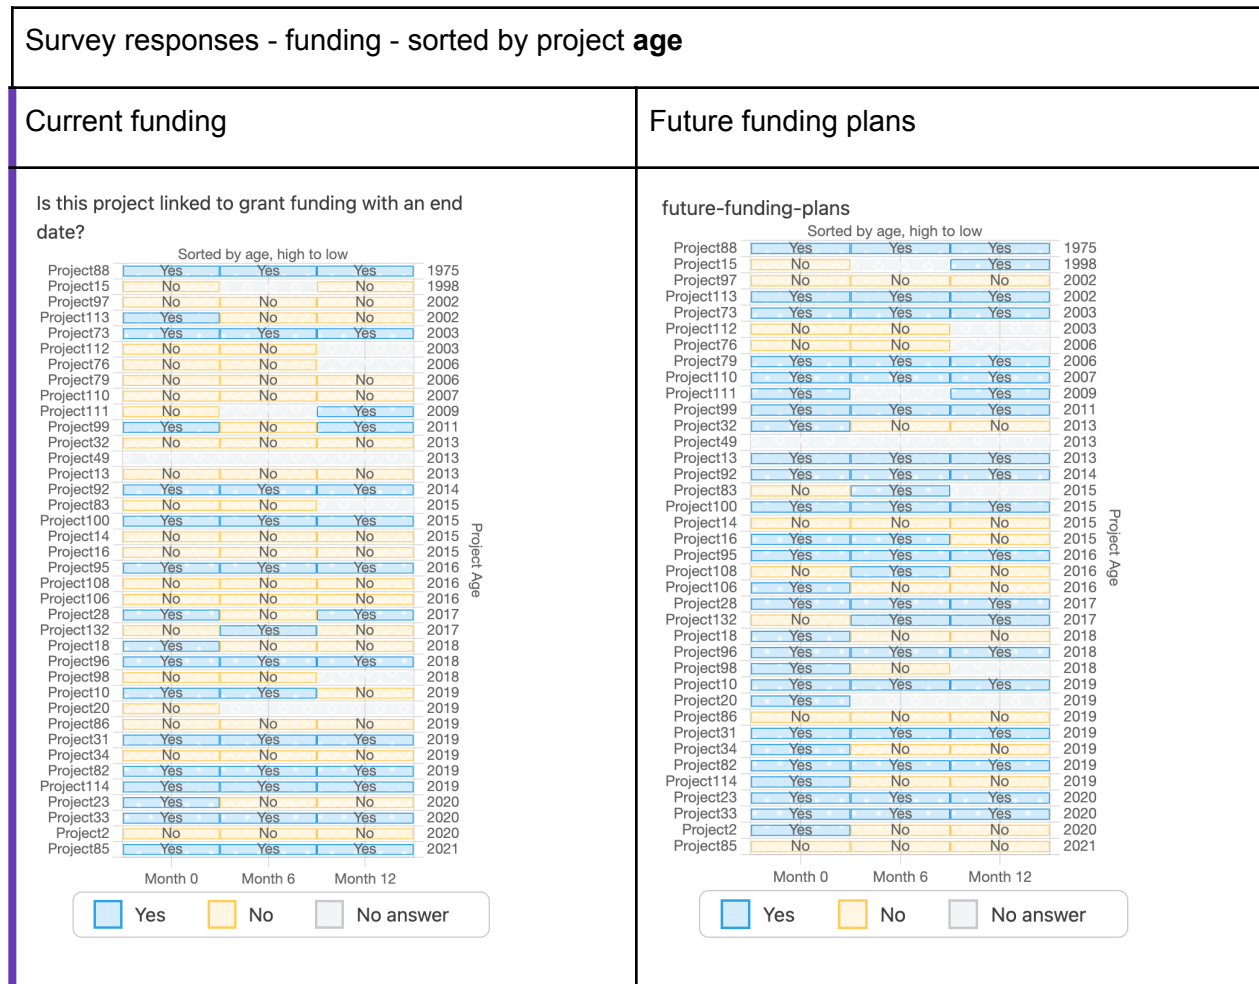 Survey responses - funding - sorted by project age
Current funding
Is this project linked to grant funding with an end
date?
Sorted by age, high to low
Project88 Yes Yes Yes 1975
Project15 No No 1998
Project97 No No No 2002
Project113 Yes No No 2002
Project73 Yes Yes Yes 2003
Project112 No No 2003
Project76 No No 2006
Project79 No No No 2006
Project110 No No No 2007
Project111 No Yes 2009
Project99 Yes No Yes 2011
Project32 No No No 2013
Project49 2013
Project13 No No No 2013
Project92 Yes Yes Yes 2014
Project83 No No 2015
Project100 Yes Yes Yes 2015
Project14 No No No 2015
Project16 No No No 2015
Project95 Yes Yes Yes 2016
Project108 No No No 2016
Project106 No No No 2016
Project28 Yes No Yes 2017
Project132 No Yes No 2017
Project18 Yes No No 2018
Project96 Yes Yes Yes 2018
Project98 No No 2018
Project10 Yes Yes No 2019
Project20 No 2019
Project86 No No No 2019
Project31 Yes Yes Yes 2019
Project34 No No No 2019
Project82 Yes Yes Yes 2019
Project114 Yes Yes Yes 2019
Project23 Yes No No 2020
Project33 Yes Yes Yes 2020
Project2 No No No 2020
Project85 Yes Yes Yes 2021
Project Age
Month 0 Month 6 Month 12
Yes No No answer
Future funding plans
future-funding-plans
Sorted by age, high to low
Project88 Yes Yes Yes 1975
Project15 No Yes 1998
Project97 No No No 2002
Project113 Yes Yes Yes 2002
Project73 Yes Yes Yes 2003
Project112 No No 2003
Project76 No No 2006
Project79 Yes Yes Yes 2006
Project110 Yes Yes Yes 2007
Project111 Yes Yes 2009
Project99 Yes Yes Yes 2011
Project32 Yes No No 2013
Project49 2013
Project13 Yes Yes Yes 2013
Project92 Yes Yes Yes 2014
Project83 No Yes 2015
Project100 Yes Yes Yes 2015
Project14 No No No 2015
Project16 Yes Yes No 2015
Project95 Yes Yes Yes 2016
Project108 No Yes No 2016
Project106 Yes No No 2016
Project28 Yes Yes Yes 2017
Project132 No Yes Yes 2017
Project18 Yes No No 2018
Project96 Yes Yes Yes 2018
Project98 Yes No 2018
Project10 Yes Yes Yes 2019
Project20 Yes 2019
Project86 No No No 2019
Project31 Yes Yes Yes 2019
Project34 Yes No No 2019
Project82 Yes Yes Yes 2019
Project114 Yes No No 2019
Project23 Yes Yes Yes 2020
Project33 Yes Yes Yes 2020
Project2 Yes No No 2020
Project85 No No No 2021
Project Age
Month 0 Month 6 Month 12
Yes No No answer